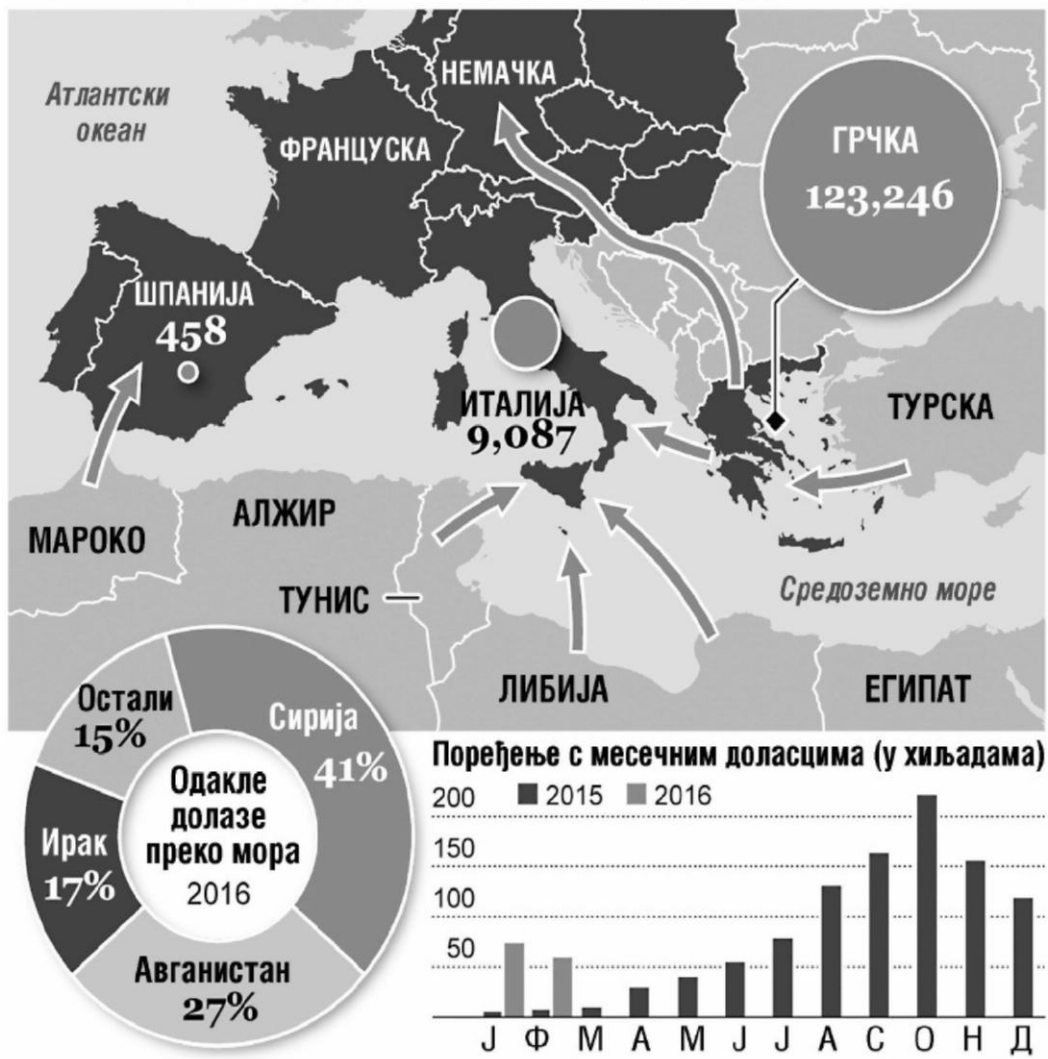 Атлантски
океан
НЕМАЧКА
ФРАНЦУСКА
ГРЧКА
123,246
ШПАНИЈА
458
ИТАЛИЈА
9,087
ТУРСКА
МАРОКО
АЛЖИР
ТУНИС
Средоземно море
ЛИБИЈА
ЕГИПАТ
Остали
15%
Сирија
41%
Ирак
17%
Авганистан
27%
Одакле
долазе
преко мора
2016
Поређење с месечним доласцима (у хиљадама)
2015 2016
200
150
100
50
Ј Ф М А М Ј Ј А С О Н Д